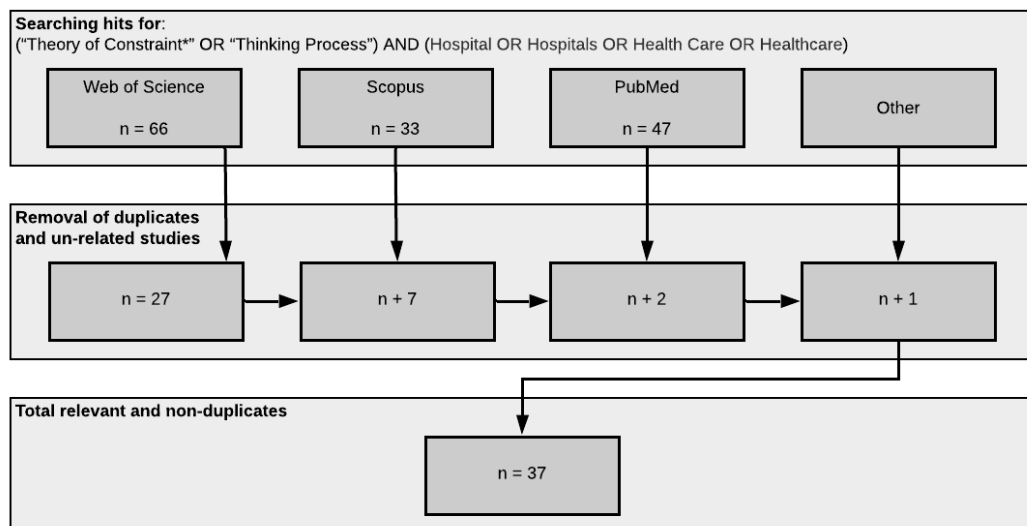 Searching hits for:
("Theory of Constraint*" OR "Thinking Process") AND (Hospital OR Hospitals OR Health Care OR Healthcare)
Web of Science
n = 66
Scopus
n = 33
PubMed
n = 47
Other
Removal of duplicates
and un-related studies
n = 27
n + 7
n + 2
n + 1
Total relevant and non-duplicates
n = 37